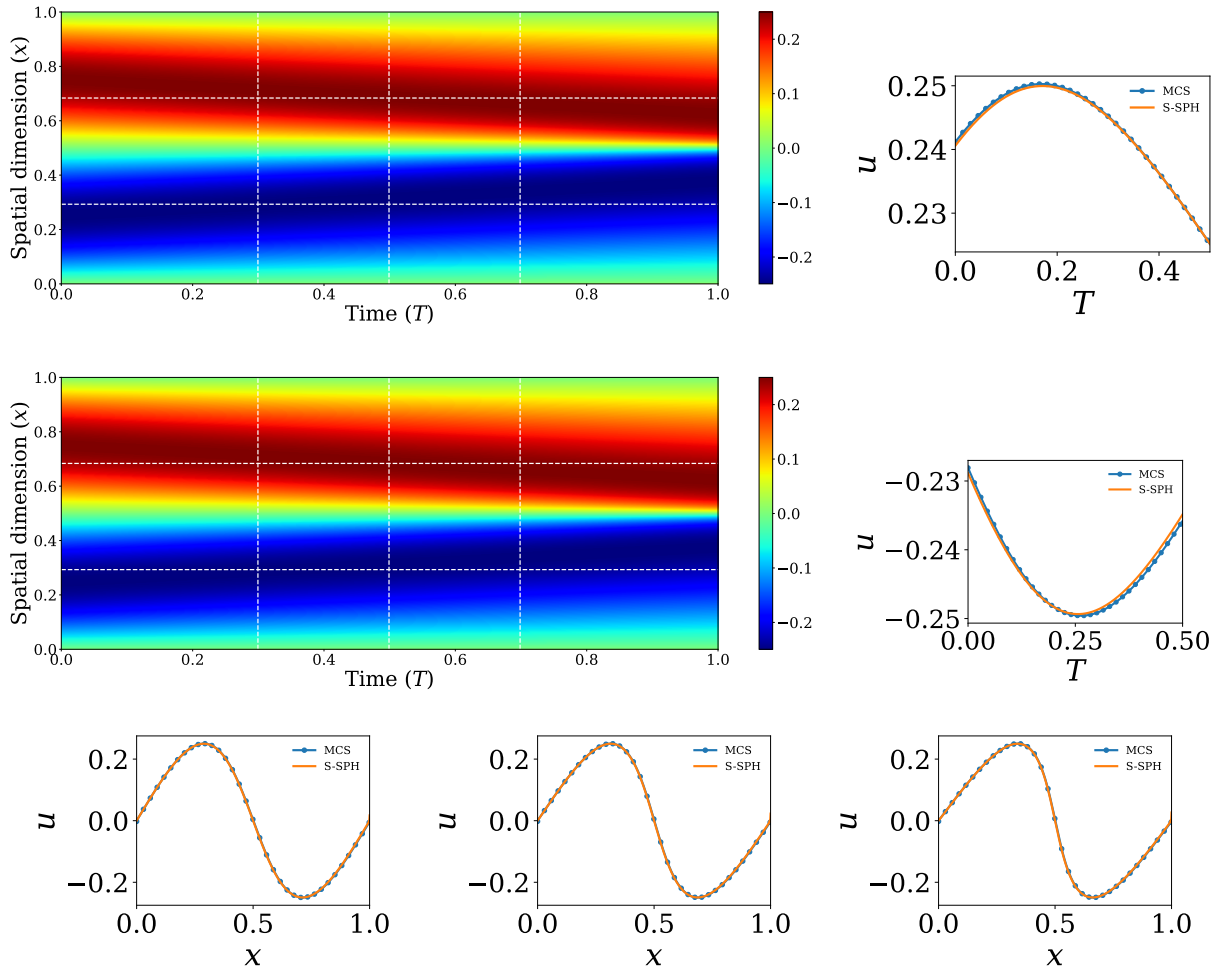 1.0
0.8
0.6
0.4
0.2
0.0
Spatial dimension (x)
0.0 0.2 0.4 0.6 0.8 1.0
Time (T)
0.2
0.1
0.0
−0.1
−0.2
0.25
0.24
0.23
u
MCS
S-SPH
0.0 0.2 0.4
T
1.0
0.8
0.6
0.4
0.2
0.0
Spatial dimension (x)
0.0 0.2 0.4 0.6 0.8 1.0
Time (T)
0.2
0.1
0.0
−0.1
−0.2
−0.23
−0.24
−0.25
u
MCS
S-SPH
0.00 0.25 0.50
T
0.2
0.0
−0.2
u
MCS
S-SPH
0.0 0.5 1.0
x
0.2
0.0
−0.2
u
MCS
S-SPH
0.0 0.5 1.0
x
0.2
0.0
−0.2
u
MCS
S-SPH
0.0 0.5 1.0
x